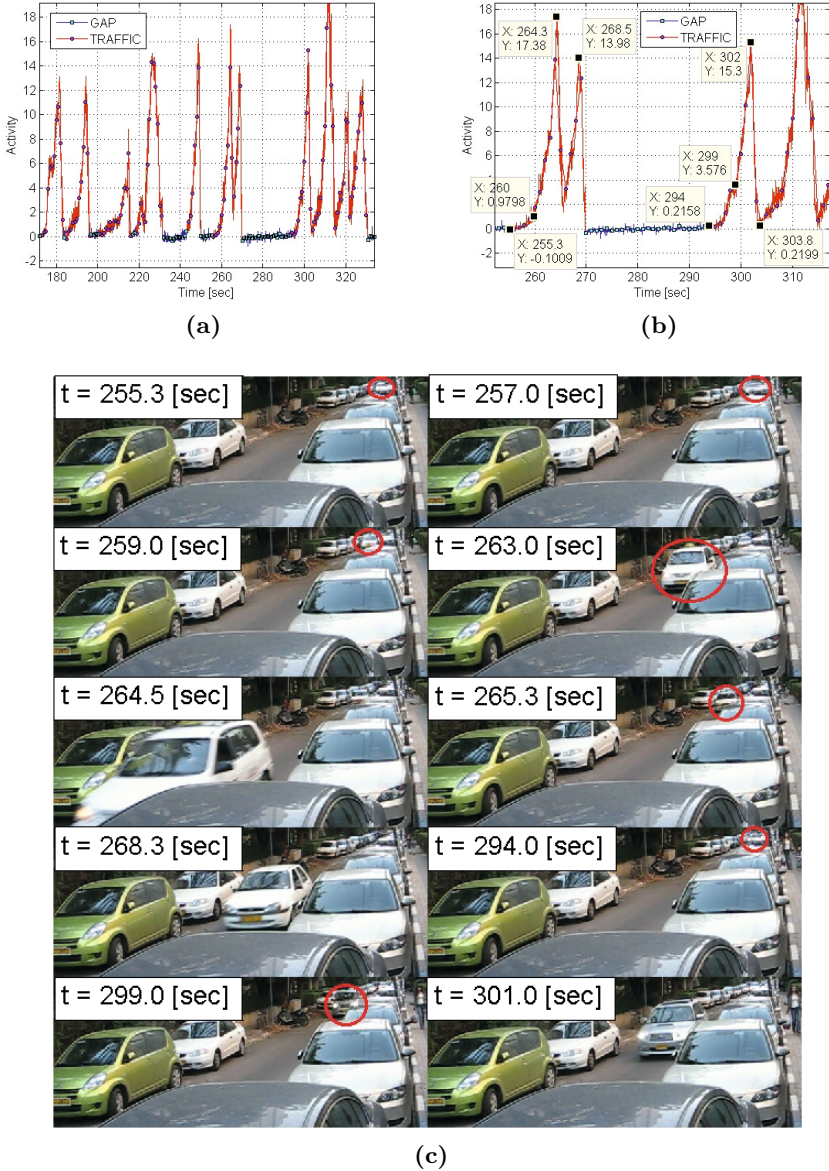 18
16
14
12
10
8
6
4
2
0
-2
Activity
GAP
TRAFFIC
180 200 220 240 260 280 300 320
Time [sec]
(a)
18
16
14
12
8
6
4
2
0
-2
Activity
GAP
TRAFFIC
X: 264.3
Y: 17.38
X: 268.5
Y: 13.98
X: 302
Y: 15.3
X: 299
Y: 3.576
X: 260
Y: 0.9798
X: 294
Y: 0.2158
X: 255.3
Y: -0.1009
X: 303.8
Y: 0.2199
260 270 280 290 300 310
Time [sec]
(b)
t = 255.3 [sec]
t = 257.0 [sec]
t = 259.0 [sec]
t = 263.0 [sec]
t = 264.5 [sec]
t = 265.3 [sec]
t = 268.3 [sec]
t = 294.0 [sec]
t = 299.0 [sec]
t = 301.0 [sec]
(c)